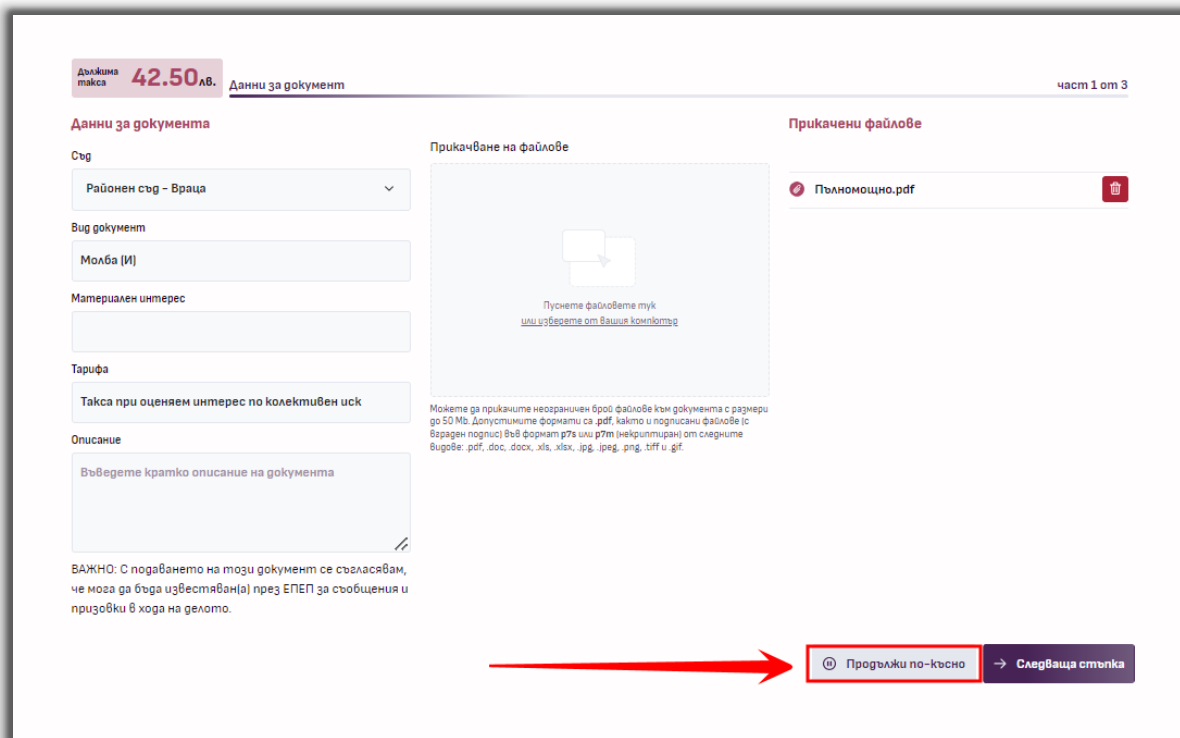 Дължима
такса 42.50лв.
Данни за документ
част 1 от 3
Данни за документа
Съд
Районен съд - Враца
Вид документ
Молба (И)
Материален интерес
Тарифа
Такса при оценяем интерес по колективен иск
Описание
Въведете кратко описание на документа
ВАЖНО: С подаването на този документ се съгласявам,
че мога да бъда известяван(а) през ЕПЕП за съобщения и
призовки в хода на делото.
Прикачване на файлове
Пуснете файловете тук
или изберете от вашия компютър
Можете да прикачите неограничен брой файлове към документа с размери
до 50 Mb. Допустимите формати са .pdf, както и подписани файлове (с
вграден подпис) във формат p7s или p7m (некриптиран) от следните
видове: .pdf, .doc, .docx, .xls, .xlsx, .jpg, .jpeg, .png, .tiff и .gif.
Прикачени файлове
Пълномощно.pdf
Продължи по-късно
Следваща стъпка